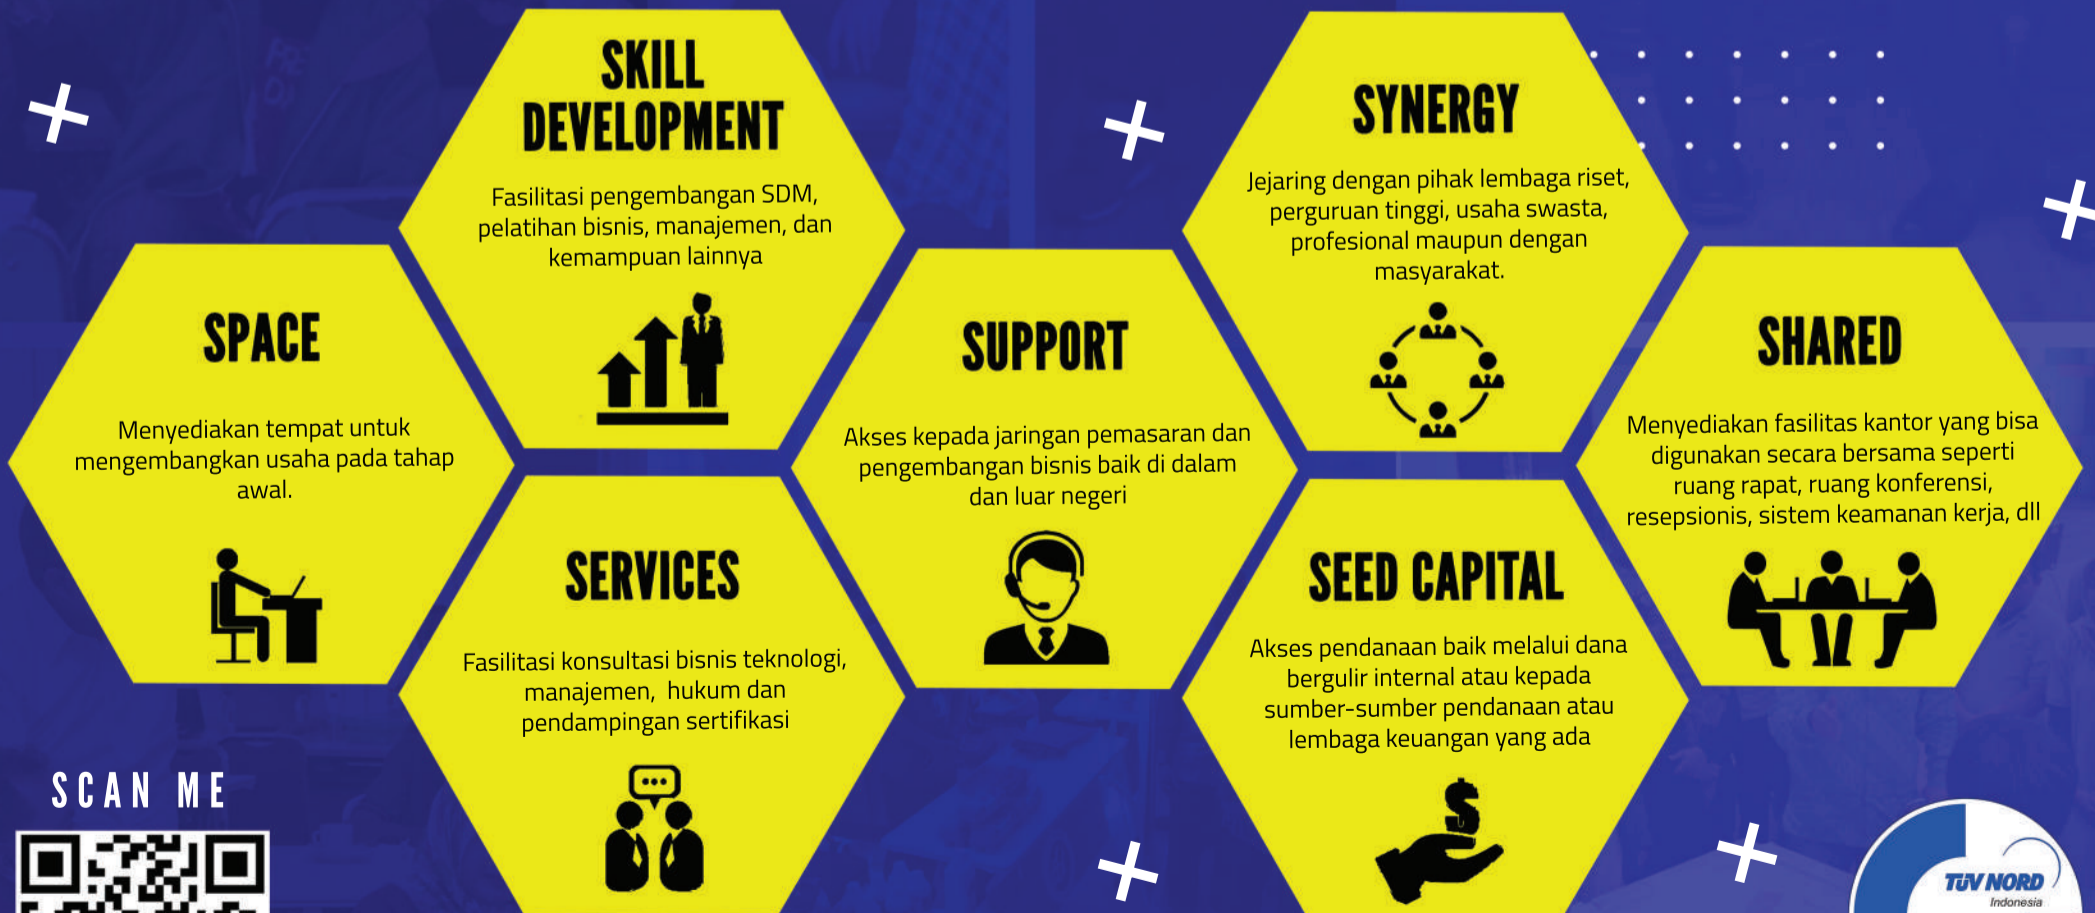 SKILL
DEVELOPMENT
Fasilitasi pengembangan SDM,
pelatihan bisnis, manajemen, dan
kemampuan lainnya
SYNERGY
Jejaring dengan pihak lembaga riset,
perguruan tinggi, usaha swasta,
profesional maupun dengan
masyarakat.
SPACE
Menyediakan tempat untuk
mengembangkan usaha pada tahap
awal.
SUPPORT
Akses kepada jaringan pemasaran dan
pengembangan bisnis baik di dalam
dan luar negeri
SHARED
Menyediakan fasilitas kantor yang bisa
digunakan secara bersama seperti
ruang rapat, ruang konferensi,
resepsionis, sistem keamanan kerja, dll
SERVICES
Fasilitasi konsultasi bisnis teknologi,
manajemen, hukum dan
pendampingan sertifikasi
SEED CAPITAL
Akses pendanaan baik melalui dana
bergulir internal atau kepada
sumber-sumber pendanaan atau
lembaga keuangan yang ada
SCAN ME
TÜV NORD
Indonesia